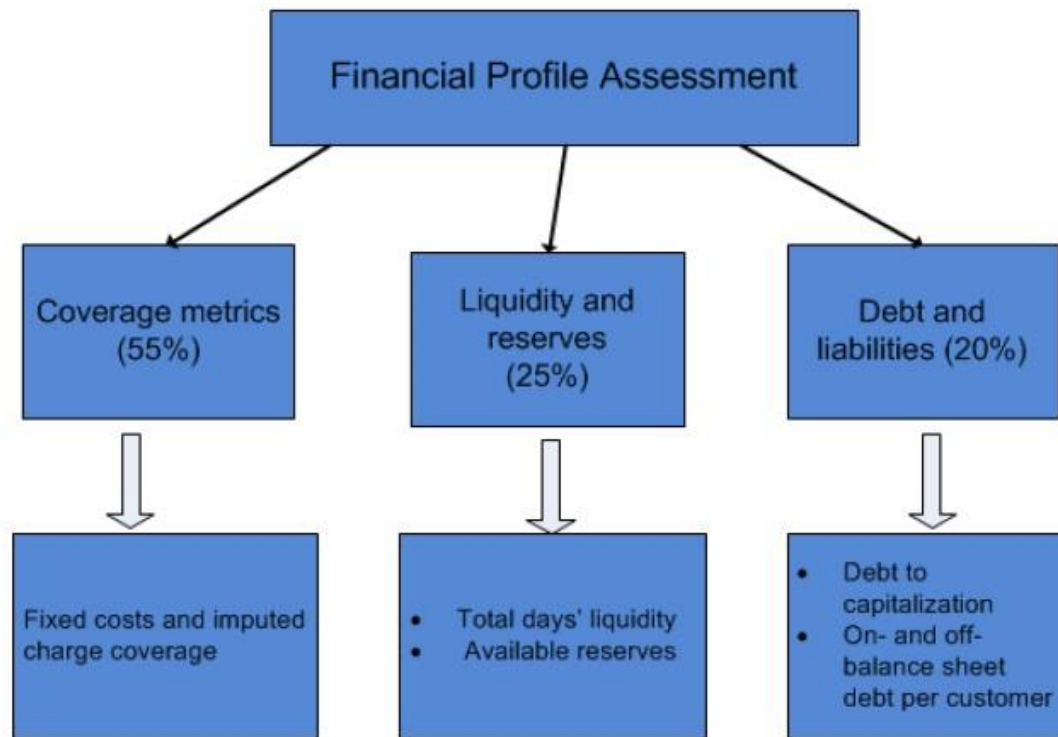 Financial Profile Assessment
Coverage metrics
(55%)
Liquidity and
reserves
(25%)
Debt and
liabilities (20%)
Fixed costs and imputed
charge coverage
• Total days' liquidity
• Available reserves
• Debt to
capitalization
• On- and off-
balance sheet
debt per customer